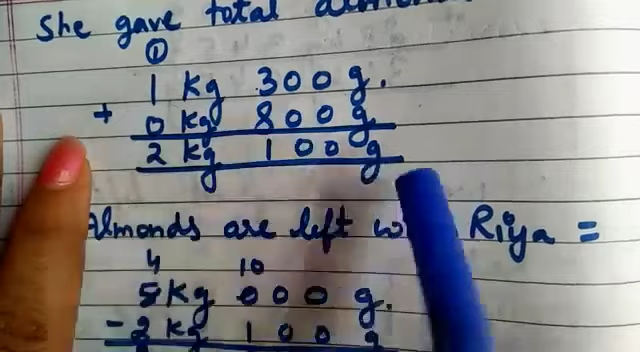 She gave total almonds
①
1 kg 300 g.
+ 0 kg 800 g
2 kg 100 g
Almonds are left Riya =
4 10
5 kg 000 g.
- 2 kg 100 g